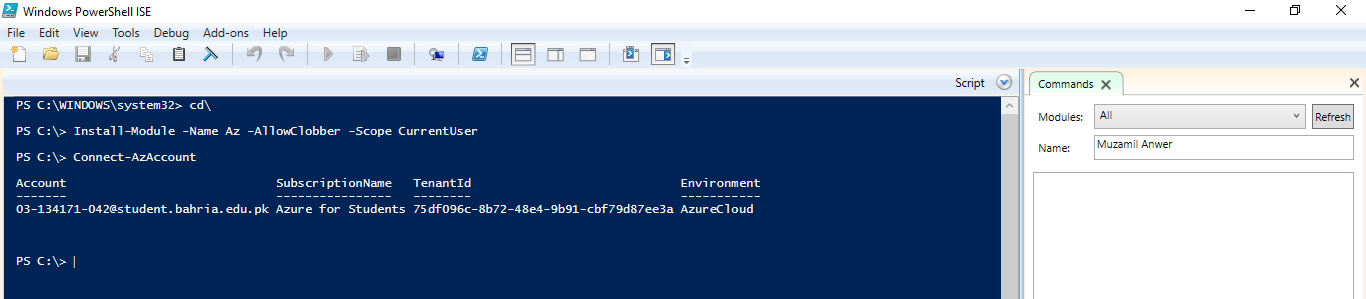 Windows PowerShell ISE
File Edit View Tools Debug Add-ons Help
Script
PS C:\WINDOWS\system32> cd\
PS C:\> Install-Module -Name Az -AllowClobber -Scope CurrentUser
PS C:\> Connect-AzAccount
Account SubscriptionName TenantId Environment
------- ---------------- -------- -----------
03-134171-042@student.bahria.edu.pk Azure for Students 75df096c-8b72-48e4-9b91-cbf79d87ee3a AzureCloud
PS C:\>
Commands
Modules: All Refresh
Name: Muzamil Anwer